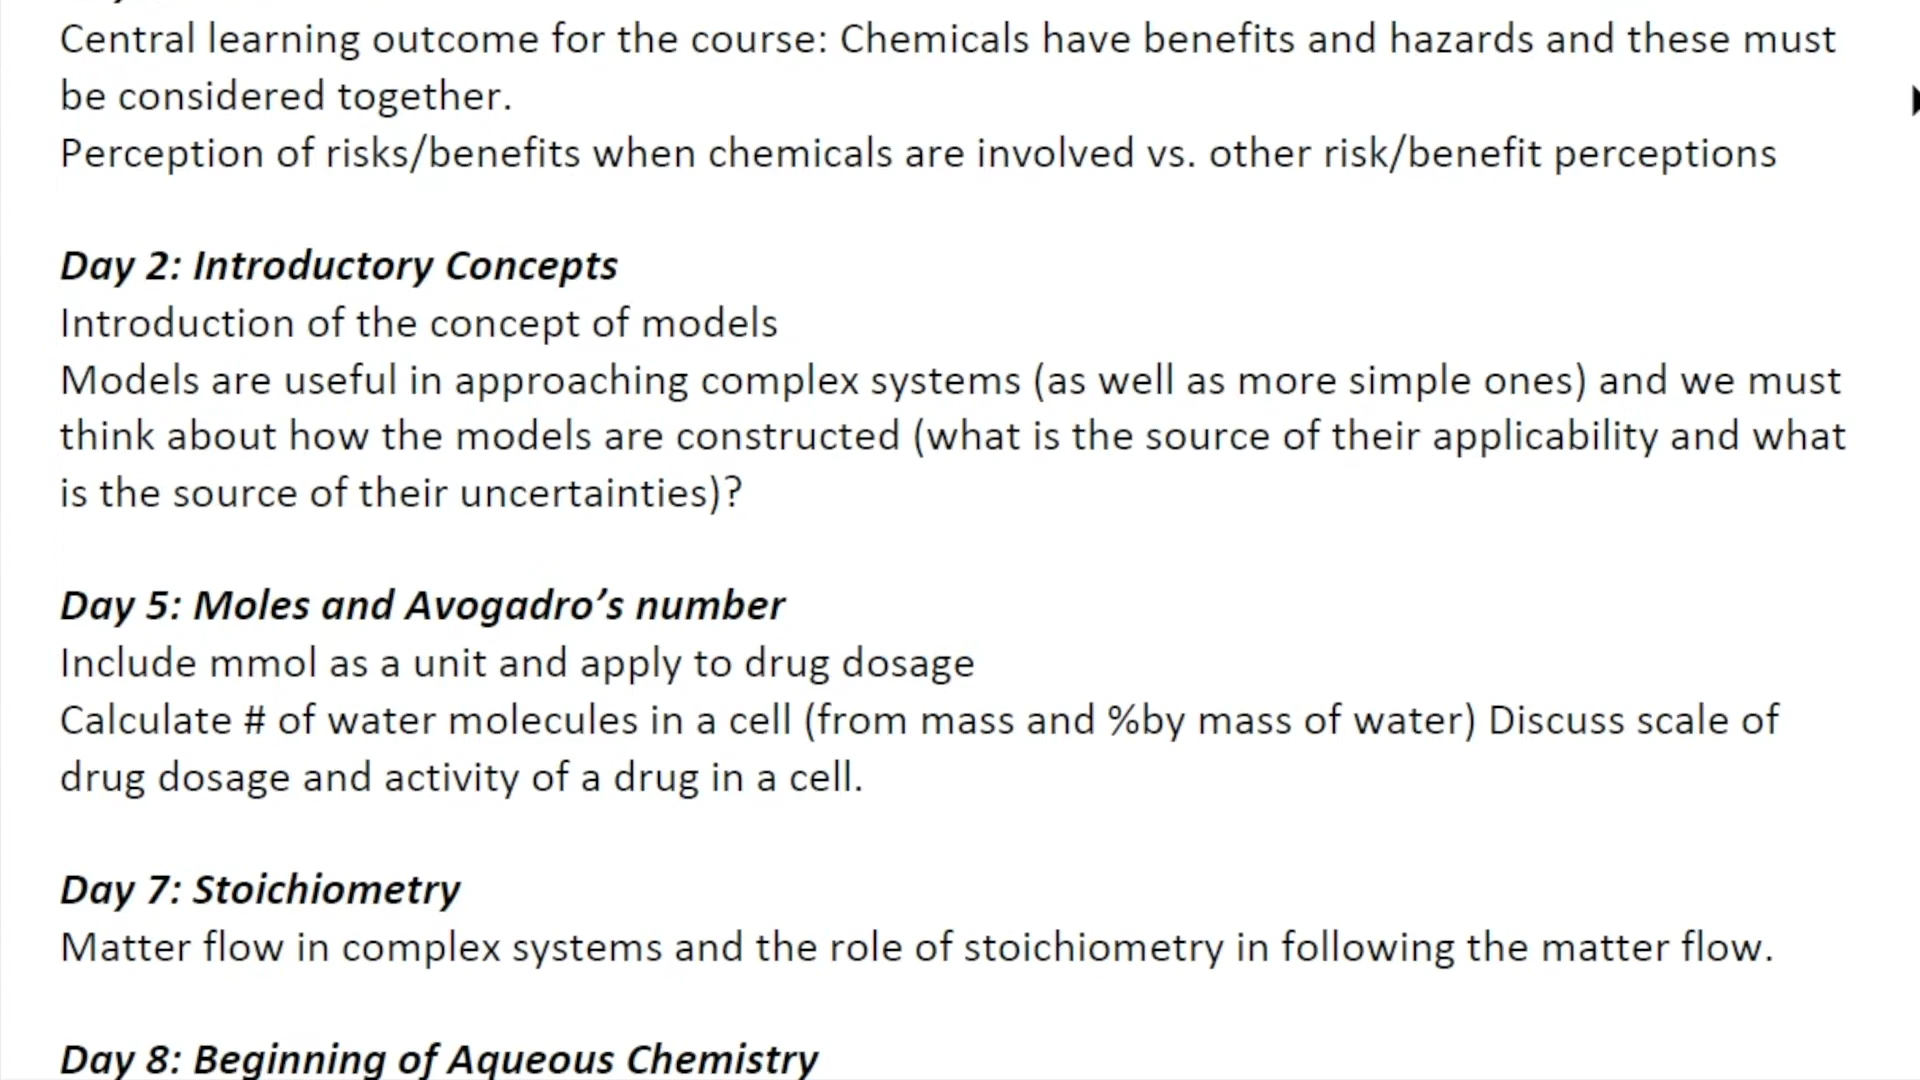 Central learning outcome for the course: Chemicals have benefits and hazards and these must
be considered together.
Perception of risks/benefits when chemicals are involved vs. other risk/benefit perceptions
Day 2: Introductory Concepts
Introduction of the concept of models
Models are useful in approaching complex systems (as well as more simple ones) and we must
think about how the models are constructed (what is the source of their applicability and what
is the source of their uncertainties)?
Day 5: Moles and Avogadro’s number
Include mmol as a unit and apply to drug dosage
Calculate # of water molecules in a cell (from mass and %by mass of water) Discuss scale of
drug dosage and activity of a drug in a cell.
Day 7: Stoichiometry
Matter flow in complex systems and the role of stoichiometry in following the matter flow.
Day 8: Beginning of Aqueous Chemistry